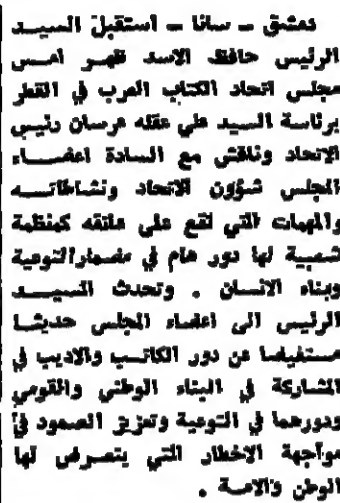 دمشق ـ سانا ـ استقبل السيد
الرئيس حافظ الاسد ظهر امس
مجلس اتحاد الكتاب العرب في القطر
برئاسة السيد علي عقله عرسان رئيس
الاتحاد وناقش مع السادة اعضاء
المجلس شؤون الاتحاد ونشاطاته
والمهمات التي تقع على عاتقه كمنظمة
شعبية لها دور هام في مضمار التوعية
وبناء الانسان . وتحدث السيد
الرئيس الى اعضاء المجلس حديثا
مستفيضا عن دور الكاتب والاديب في
المشاركة في البناء الوطني والقومي
ودورهما في التوعية وتعزيز الصمود في
مواجهة الاخطار التي يتعرض لها
الوطن والامة .